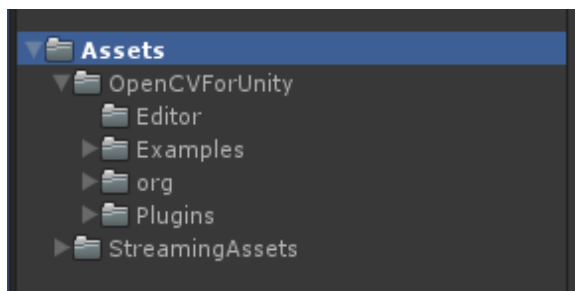 Assets
OpenCVForUnity
Editor
Examples
org
Plugins
StreamingAssets